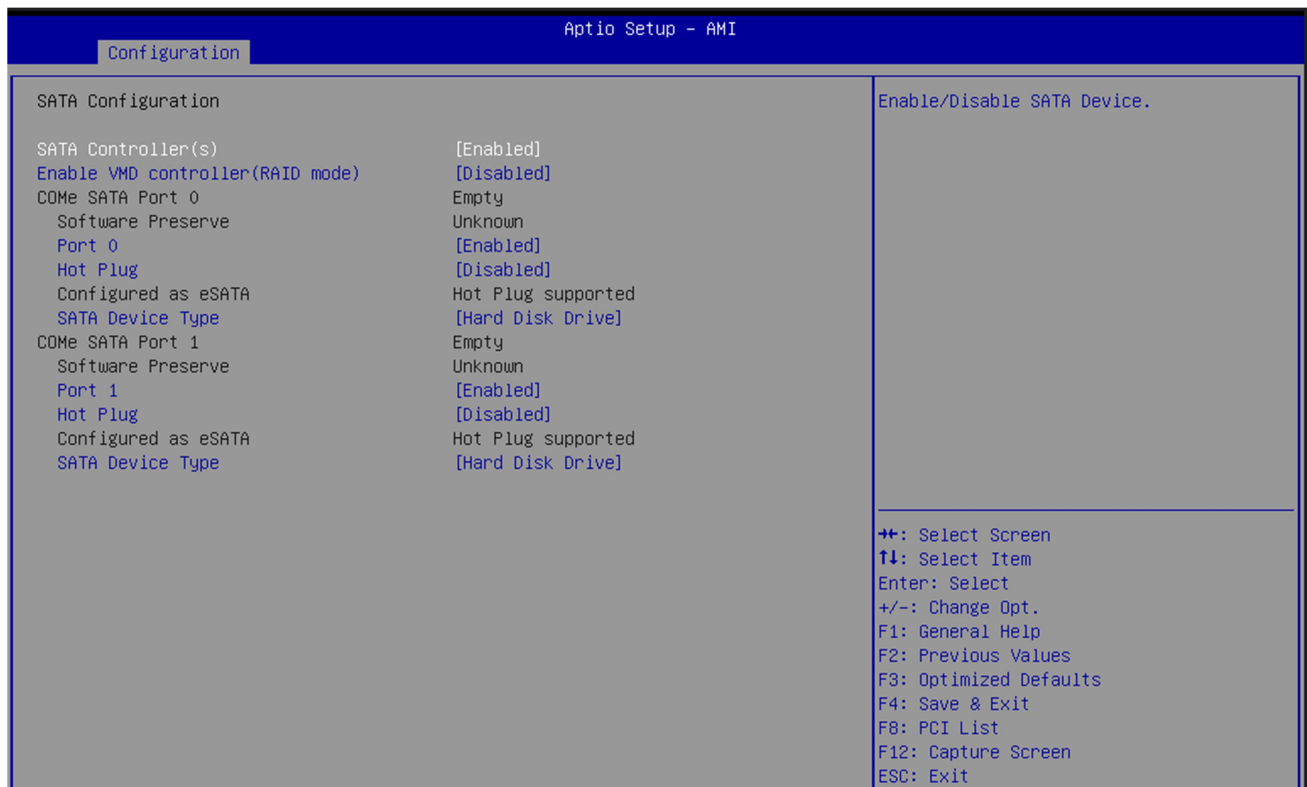 Aptio Setup – AMI
Configuration
SATA Configuration
SATA Controller(s) [Enabled]
Enable VMD controller(RAID mode) [Disabled]
COMe SATA Port 0 Empty
Software Preserve Unknown
Port 0 [Enabled]
Hot Plug [Disabled]
Configured as eSATA Hot Plug supported
SATA Device Type [Hard Disk Drive]
COMe SATA Port 1 Empty
Software Preserve Unknown
Port 1 [Enabled]
Hot Plug [Disabled]
Configured as eSATA Hot Plug supported
SATA Device Type [Hard Disk Drive]
Enable/Disable SATA Device.
→←: Select Screen
↑↓: Select Item
Enter: Select
+/-: Change Opt.
F1: General Help
F2: Previous Values
F3: Optimized Defaults
F4: Save & Exit
F8: PCI List
F12: Capture Screen
ESC: Exit